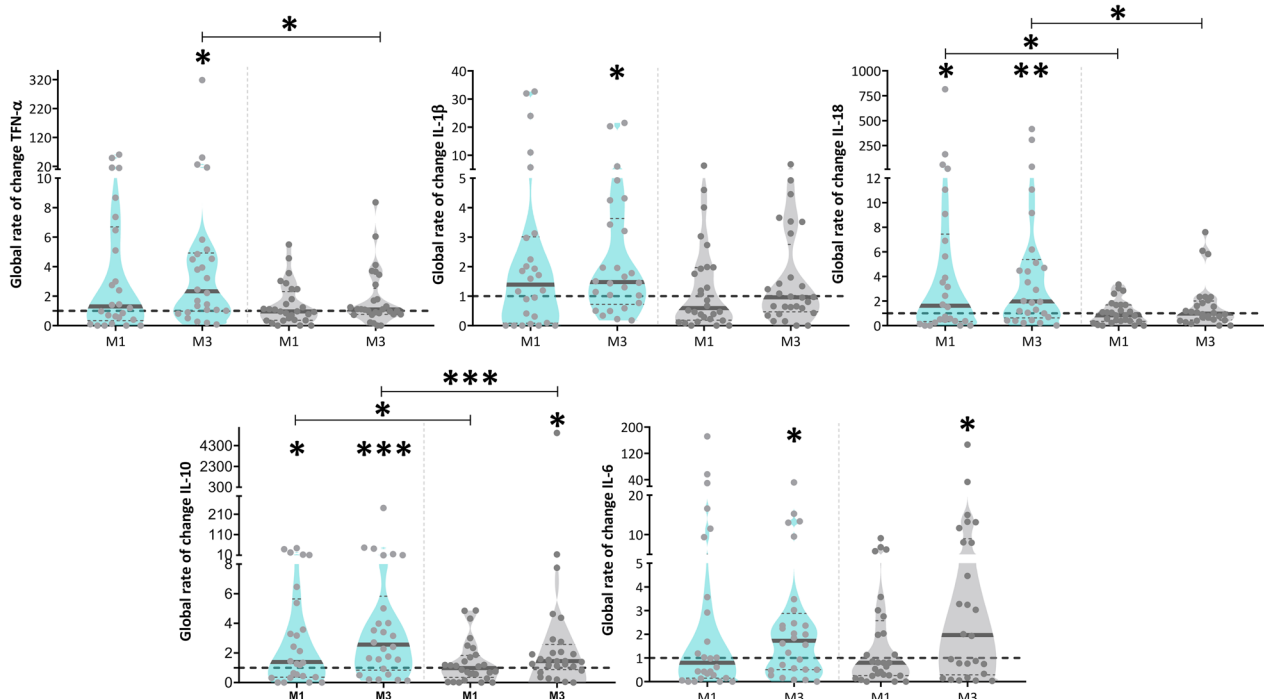 *
*
Global rate of change TFN-α
320
220
120
20
10
8
6
4
2
0
M1
M3
M1
M3
*
Global rate of change IL-1β
40
30
20
10
5
4
3
2
1
0
M1
M3
M1
M3
*
*
*
**
Global rate of change IL-18
1000
750
500
250
12
10
8
6
4
2
0
M1
M3
M1
M3
***
*
*
***
*
Global rate of change IL-10
4300
2300
300
210
110
10
8
6
4
2
0
M1
M3
M1
M3
*
*
Global rate of change IL-6
200
120
40
20
10
5
4
3
2
1
0
M1
M3
M1
M3